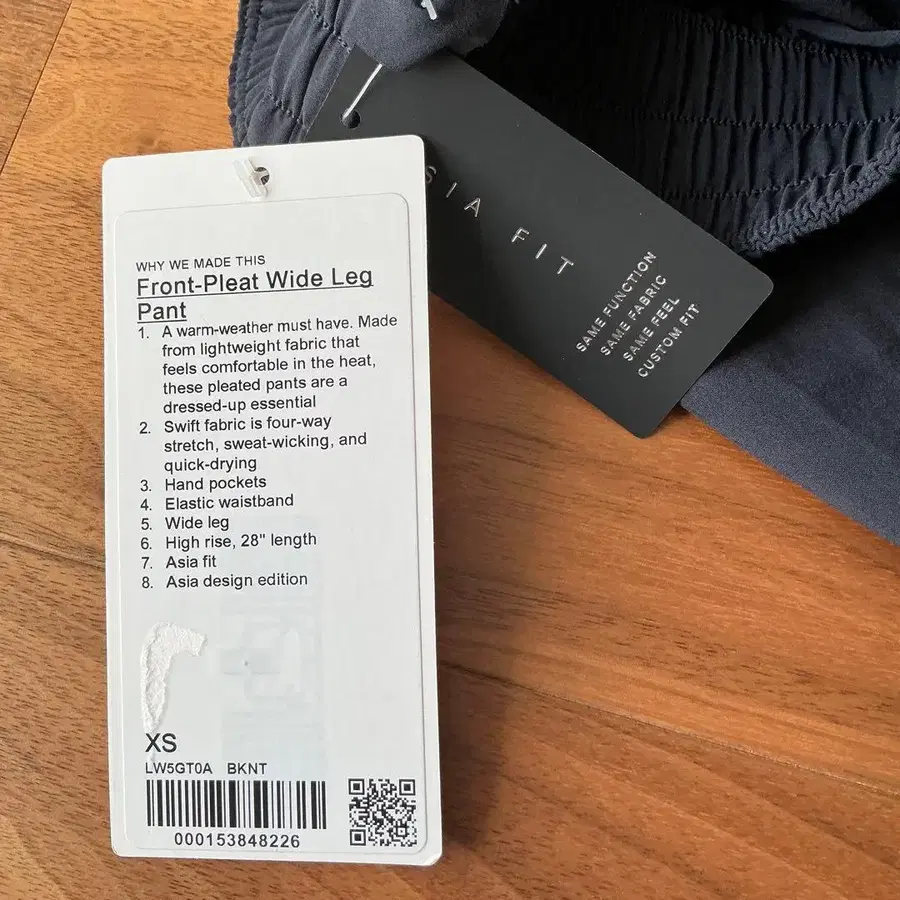 WHY WE MADE THIS
Front-Pleat Wide Leg
Pant
1. A warm-weather must have. Made
from lightweight fabric that
feels comfortable in the heat,
these pleated pants are a
dressed-up essential
2. Swift fabric is four-way
stretch, sweat-wicking, and
quick-drying
3. Hand pockets
4. Elastic waistband
5. Wide leg
6. High rise, 28" length
7. Asia fit
8. Asia design edition
XS
LW5GT0A BKNT
000153848226
SIA FIT
SAME FUNCTION
SAME FABRIC
SAME FEEL
CUSTOM FIT